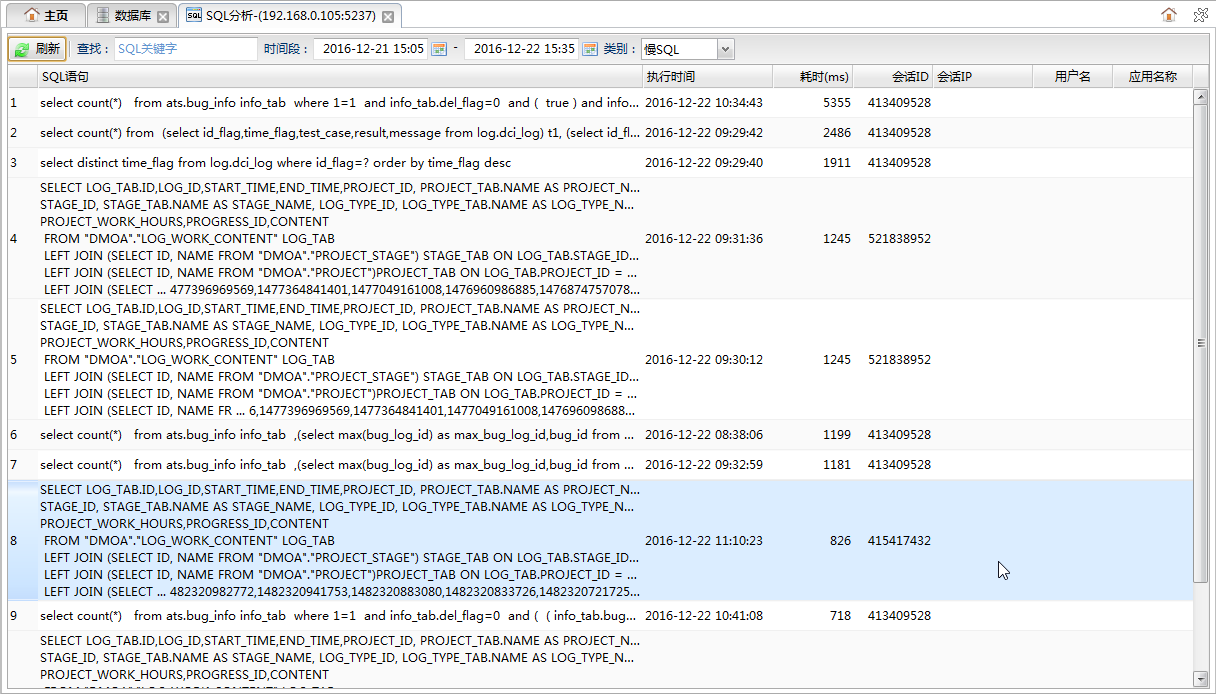 主页 数据库 SQL分析-(192.168.0.105:5237)
刷新 查找： SQL关键字 时间段： 2016-12-21 15:05 - 2016-12-22 15:35 类别： 慢SQL
SQL语句 执行时间 耗时(ms) 会话ID 会话IP 用户名 应用名称
1 select count(*) from ats.bug_info info_tab where 1=1 and info_tab.del_flag=0 and ( true ) and info... 2016-12-22 10:34:43 5355 413409528
2 select count(*) from (select id_flag,time_flag,test_case,result,message from log.dci_log) t1, (select id_fl... 2016-12-22 09:29:42 2486 413409528
3 select distinct time_flag from log.dci_log where id_flag=? order by time_flag desc 2016-12-22 09:29:40 1911 413409528
SELECT LOG_TAB.ID,LOG_ID,START_TIME,END_TIME,PROJECT_ID, PROJECT_TAB.NAME AS PROJECT_N...
STAGE_ID, STAGE_TAB.NAME AS STAGE_NAME, LOG_TYPE_ID, LOG_TYPE_TAB.NAME AS LOG_TYPE_N...
PROJECT_WORK_HOURS,PROGRESS_ID,CONTENT
4 FROM "DMOA"."LOG_WORK_CONTENT" LOG_TAB 2016-12-22 09:31:36 1245 521838952
LEFT JOIN (SELECT ID, NAME FROM "DMOA"."PROJECT_STAGE") STAGE_TAB ON LOG_TAB.STAGE_ID...
LEFT JOIN (SELECT ID, NAME FROM "DMOA"."PROJECT")PROJECT_TAB ON LOG_TAB.PROJECT_ID = ...
LEFT JOIN (SELECT ... 477396969569,1477364841401,1477049161008,1476960986885,1476874757078...
SELECT LOG_TAB.ID,LOG_ID,START_TIME,END_TIME,PROJECT_ID, PROJECT_TAB.NAME AS PROJECT_N...
STAGE_ID, STAGE_TAB.NAME AS STAGE_NAME, LOG_TYPE_ID, LOG_TYPE_TAB.NAME AS LOG_TYPE_N...
PROJECT_WORK_HOURS,PROGRESS_ID,CONTENT
5 FROM "DMOA"."LOG_WORK_CONTENT" LOG_TAB 2016-12-22 09:30:12 1245 521838952
LEFT JOIN (SELECT ID, NAME FROM "DMOA"."PROJECT_STAGE") STAGE_TAB ON LOG_TAB.STAGE_ID...
LEFT JOIN (SELECT ID, NAME FROM "DMOA"."PROJECT")PROJECT_TAB ON LOG_TAB.PROJECT_ID = ...
LEFT JOIN (SELECT ID, NAME FR ... 6,1477396969569,1477364841401,1477049161008,147696098688...
6 select count(*) from ats.bug_info info_tab ,(select max(bug_log_id) as max_bug_log_id,bug_id from ... 2016-12-22 08:38:06 1199 413409528
7 select count(*) from ats.bug_info info_tab ,(select max(bug_log_id) as max_bug_log_id,bug_id from ... 2016-12-22 09:32:59 1181 413409528
SELECT LOG_TAB.ID,LOG_ID,START_TIME,END_TIME,PROJECT_ID, PROJECT_TAB.NAME AS PROJECT_N...
STAGE_ID, STAGE_TAB.NAME AS STAGE_NAME, LOG_TYPE_ID, LOG_TYPE_TAB.NAME AS LOG_TYPE_N...
PROJECT_WORK_HOURS,PROGRESS_ID,CONTENT
8 FROM "DMOA"."LOG_WORK_CONTENT" LOG_TAB 2016-12-22 11:10:23 826 415417432
LEFT JOIN (SELECT ID, NAME FROM "DMOA"."PROJECT_STAGE") STAGE_TAB ON LOG_TAB.STAGE_ID...
LEFT JOIN (SELECT ID, NAME FROM "DMOA"."PROJECT")PROJECT_TAB ON LOG_TAB.PROJECT_ID = ...
LEFT JOIN (SELECT ... 482320982772,1482320941753,1482320883080,1482320833726,1482320721725...
9 select count(*) from ats.bug_info info_tab where 1=1 and info_tab.del_flag=0 and ( ( info_tab.bug... 2016-12-22 10:41:08 718 413409528
SELECT LOG_TAB.ID,LOG_ID,START_TIME,END_TIME,PROJECT_ID, PROJECT_TAB.NAME AS PROJECT_N...
STAGE_ID, STAGE_TAB.NAME AS STAGE_NAME, LOG_TYPE_ID, LOG_TYPE_TAB.NAME AS LOG_TYPE_N...
PROJECT_WORK_HOURS,PROGRESS_ID,CONTENT